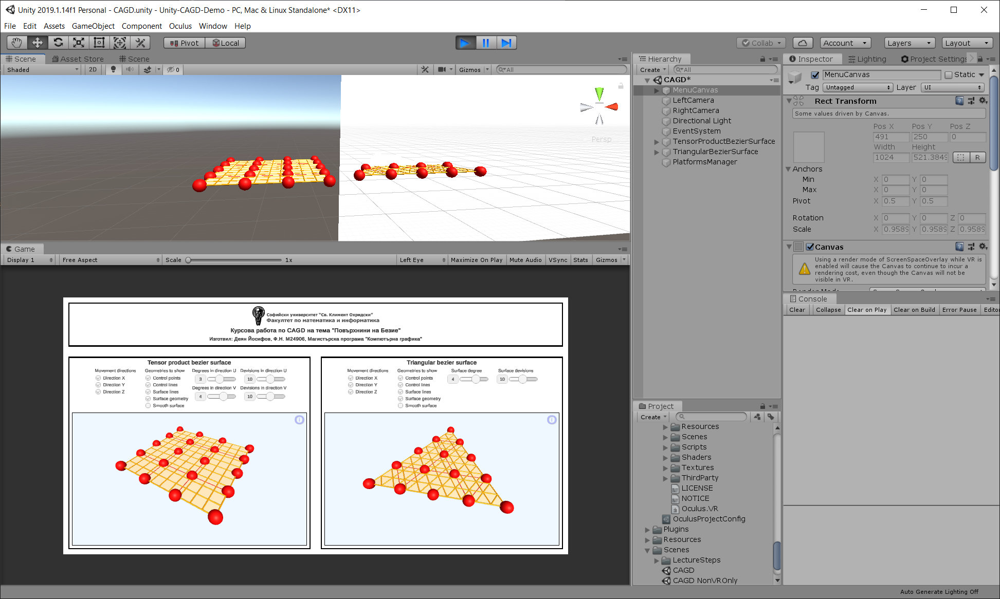 Unity 2019.1.14f1 Personal - CAGD.unity - Unity-CAGD-Demo - PC, Mac & Linux Standalone* <DX11>
File Edit Assets GameObject Component Oculus Window Help
Pivot Local Collab Account Layers Layout
Scene Asset Store Scene
Shaded 2D 0 Gizmos All
Persp
Game
Display 1 Free Aspect Scale 1x Left Eye Maximize On Play Mute Audio VSync Stats Gizmos
Софийски университет “Св. Климент Охридски”
Факултет по математика и информатика
Курсова работа по CAGD на тема "Повърхнини на Безие"
Изготвил: Деян Йосифов, Ф.Н. М24906, Магистърска програма "Компютърна графика"
Tensor product bezier surface
Movement directions Geometries to show Degrees in direction U Devisions in direction U
Direction X Control points 3 10
Direction Y Control lines Degrees in direction V Devisions in direction V
Direction Z Surface lines 4 10
Surface geometry
Smooth surface
Triangular bezier surface
Movement directions Geometries to show Surface degree Surface devisions
Direction X Control points 4 10
Direction Y Control lines
Direction Z Surface lines
Surface geometry
Smooth surface
Hierarchy
Create All
CAGD*
MenuCanvas
LeftCamera
RightCamera
Directional Light
EventSystem
TensorProductBezierSurface
TriangularBezierSurface
PlatformsManager
Project
Create
Resources
Scenes
Scripts
Shaders
Textures
ThirdParty
LICENSE
NOTICE
Oculus.VR
OculusProjectConfig
Plugins
Resources
Scenes
LectureSteps
CAGD
CAGD NonVROnly
Inspector Lighting Project Settings
MenuCanvas Static
Tag Untagged Layer UI
Rect Transform
Some values driven by Canvas.
Pos X Pos Y Pos Z
491 250 0
Width Height
1024 521.3849 R
Anchors
Min X 0 Y 0
Max X 0 Y 0
Pivot X 0.5 Y 0.5
Rotation X 0 Y 0 Z 0
Scale X 0.9589 Y 0.9589 Z 0.9589
Canvas
Using a render mode of ScreenSpaceOverlay while VR is
enabled will cause the Canvas to continue to incur a
rendering cost, even though the Canvas will not be
visible in VR.
Console
Clear Collapse Clear on Play Clear on Build Error Pause Editor
Auto Generate Lighting Off